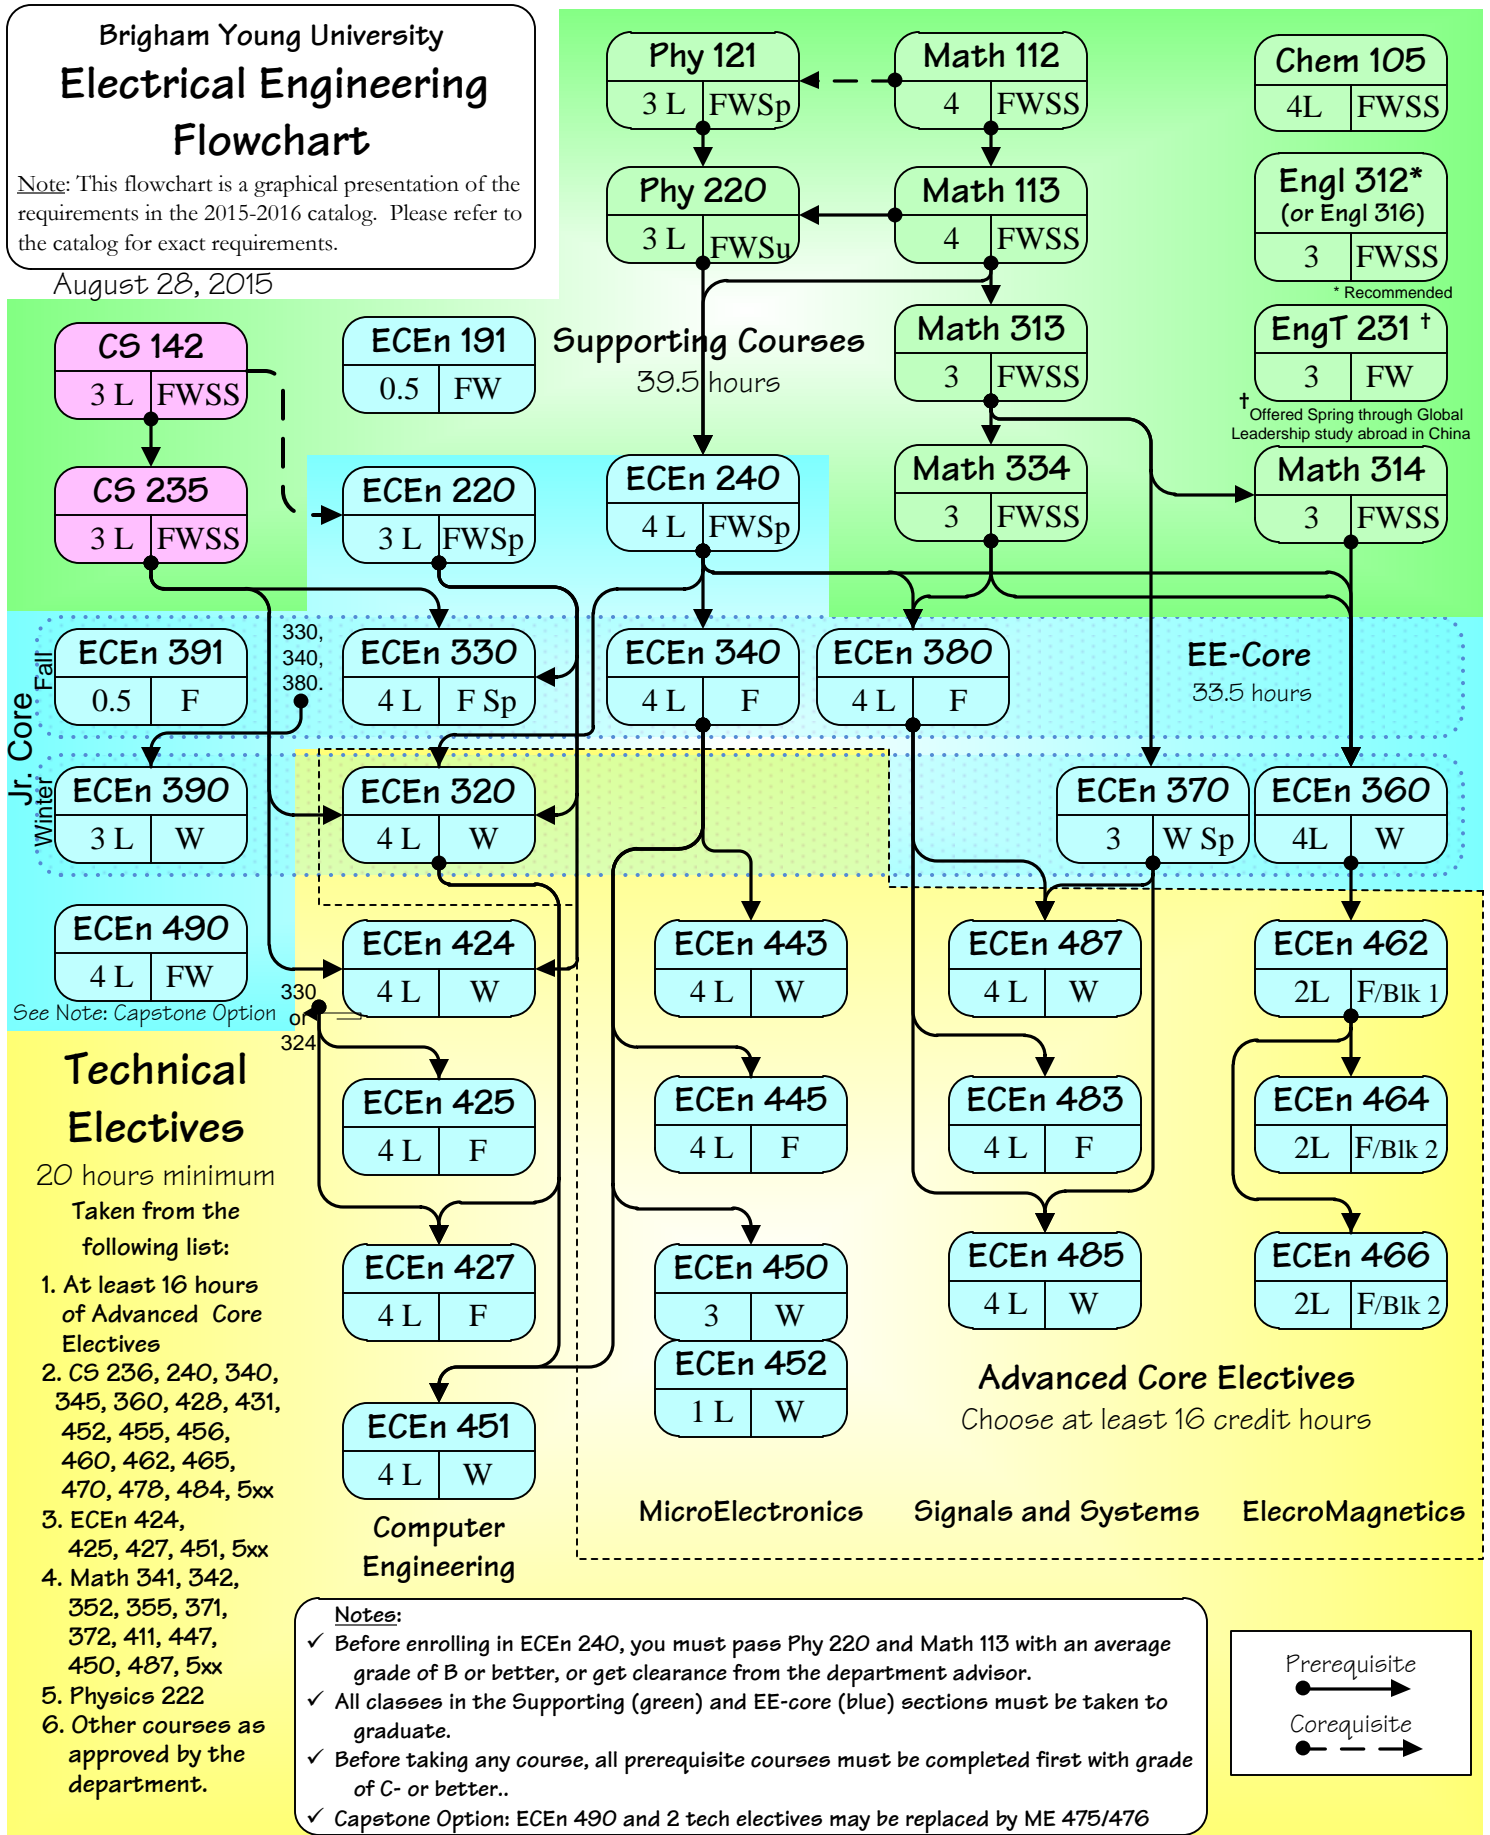 Brigham Young University
Electrical Engineering
Flowchart
Note: This flowchart is a graphical presentation of the
requirements in the 2015-2016 catalog. Please refer to
the catalog for exact requirements.
August 28, 2015
Phy 121
3 L FWSp
Math 112
4 FWSS
Chem 105
4L FWSS
Phy 220
3 L FWSu
Math 113
4 FWSS
Engl 312*
(or Engl 316)
3 FWSS
* Recommended
CS 142
3 L FWSS
ECEn 191
0.5 FW
Supporting Courses
39.5 hours
Math 313
3 FWSS
EngT 231 †
3 FW
† Offered Spring through Global
Leadership study abroad in China
CS 235
3 L FWSS
ECEn 220
3 L FWSp
ECEn 240
4 L FWSp
Math 334
3 FWSS
Math 314
3 FWSS
Jr. Core
Fall
ECEn 391
0.5 F
330,
340,
380.
ECEn 330
4 L F Sp
ECEn 340
4 L F
ECEn 380
4 L F
EE-Core
33.5 hours
Winter
ECEn 390
3 L W
ECEn 320
4 L W
ECEn 370
3 W Sp
ECEn 360
4L W
ECEn 490
4 L FW
See Note: Capstone Option
330
or
324
ECEn 424
4 L W
ECEn 443
4 L W
ECEn 487
4 L W
ECEn 462
2L F/Blk 1
ECEn 425
4 L F
ECEn 445
4 L F
ECEn 483
4 L F
ECEn 464
2L F/Blk 2
ECEn 427
4 L F
ECEn 450
3 W
ECEn 452
1 L W
ECEn 485
4 L W
ECEn 466
2L F/Blk 2
ECEn 451
4 L W
Advanced Core Electives
Choose at least 16 credit hours
Computer
Engineering
MicroElectronics
Signals and Systems
ElecroMagnetics
Technical
Electives
20 hours minimum
Taken from the
following list:
1. At least 16 hours
of Advanced Core
Electives
2. CS 236, 240, 340,
345, 360, 428, 431,
452, 455, 456,
460, 462, 465,
470, 478, 484, 5xx
3. ECEn 424,
425, 427, 451, 5xx
4. Math 341, 342,
352, 355, 371,
372, 411, 447,
450, 487, 5xx
5. Physics 222
6. Other courses as
approved by the
department.
Notes:
✓ Before enrolling in ECEn 240, you must pass Phy 220 and Math 113 with an average
grade of B or better, or get clearance from the department advisor.
✓ All classes in the Supporting (green) and EE-core (blue) sections must be taken to
graduate.
✓ Before taking any course, all prerequisite courses must be completed first with grade
of C- or better..
✓ Capstone Option: ECEn 490 and 2 tech electives may be replaced by ME 475/476
Prerequisite
Corequisite